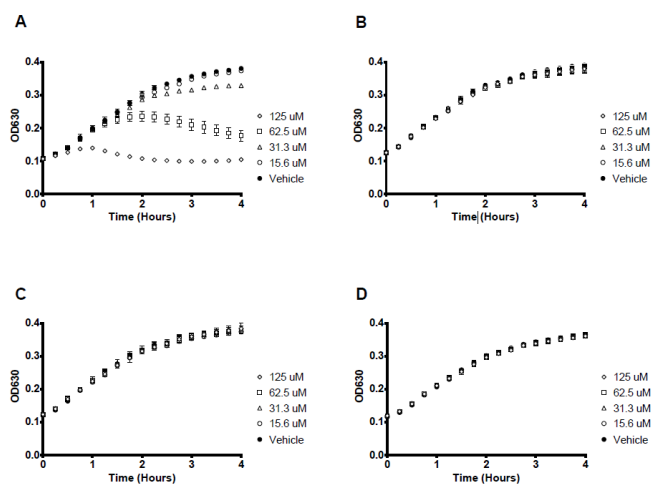 A
0.4
0.3
0.2
0.1
0.0
0 1 2 3 4
OD630
Time (Hours)
125 uM
62.5 uM
31.3 uM
15.6 uM
Vehicle
B
0.4
0.3
0.2
0.1
0.0
0 1 2 3 4
OD630
Time (Hours)
125 uM
62.5 uM
31.3 uM
15.6 uM
Vehicle
C
0.4
0.3
0.2
0.1
0.0
0 1 2 3 4
OD630
Time (Hours)
125 uM
62.5 uM
31.3 uM
15.6 uM
Vehicle
D
0.4
0.3
0.2
0.1
0.0
0 1 2 3 4
OD630
Time (Hours)
125 uM
62.5 uM
31.3 uM
15.6 uM
Vehicle